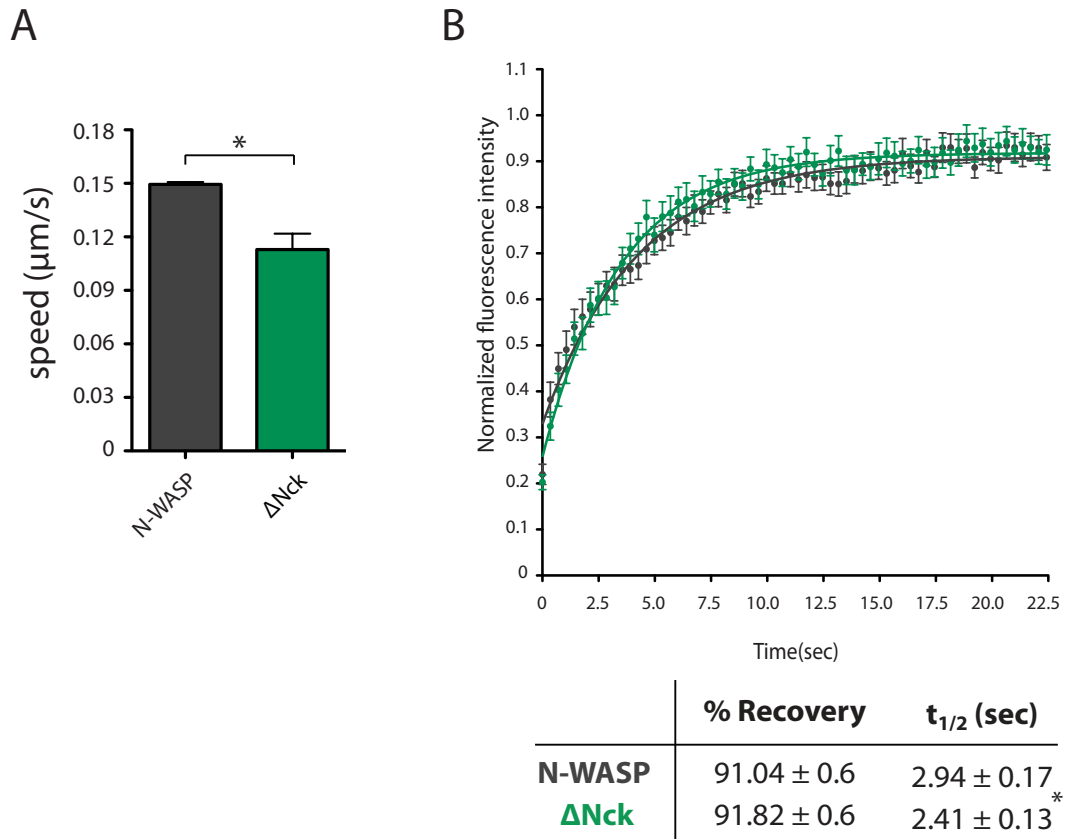 A
speed (μm/s)
0.18
0.15
0.12
0.09
0.06
0.03
0
*
N-WASP
ΔNck
B
Normalized fluorescence intensity
1.1
1.0
0.9
0.8
0.7
0.6
0.5
0.4
0.3
0.2
0.1
0
0 2.5 5.0 7.5 10.0 12.5 15.0 17.5 20.0 22.5
Time(sec)
% Recovery t1/2 (sec)
N-WASP 91.04 ± 0.6 2.94 ± 0.17
ΔNck 91.82 ± 0.6 2.41 ± 0.13 *